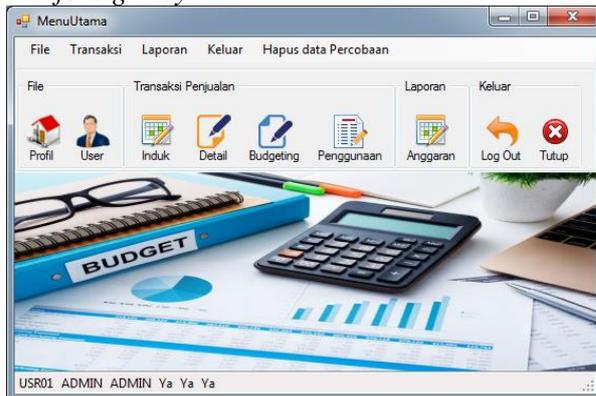 MenuUtama
File Transaksi Laporan Keluar Hapus data Percobaan
File Transaksi Penjualan Laporan Keluar
Profil User Induk Detail Budgeting Penggunaan Anggaran Log Out Tutup
BUDGET
USR01 ADMIN ADMIN Ya Ya Ya